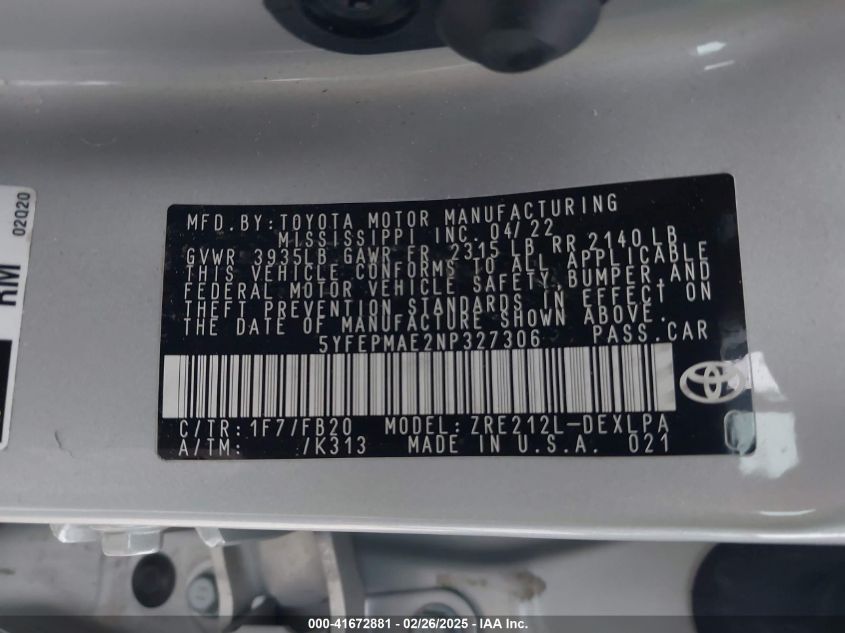 02020
RM
MFD.BY:TOYOTA MOTOR MANUFACTURING
MISSISSIPPI INC. 04/22
GVWR 3935LB GAWR FR 2315 LB RR 2140 LB
THIS VEHICLE CONFORMS TO ALL APPLICABLE
FEDERAL MOTOR VEHICLE SAFETY,BUMPER,AND
THEFT PREVENTION STANDARDS IN EFFECT ON
THE DATE OF MANUFACTURE SHOWN ABOVE.
5YFEPMAE2NP327306 PASS.CAR
C/TR:1F7/FB20 MODEL:ZRE212L-DEXLPA
A/TM: /K313 MADE IN U.S.A. 021
000-41672881 - 02/26/2025 - IAA Inc.